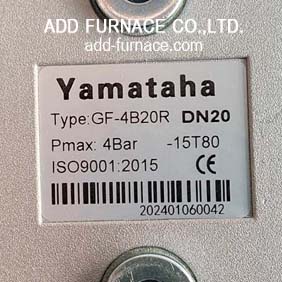 ADD FURNACE CO.,LTD.
add-furnace.com
Yamataha
Type:GF-4B20R DN20
Pmax: 4Bar -15T80
ISO9001:2015 CE
202401060042